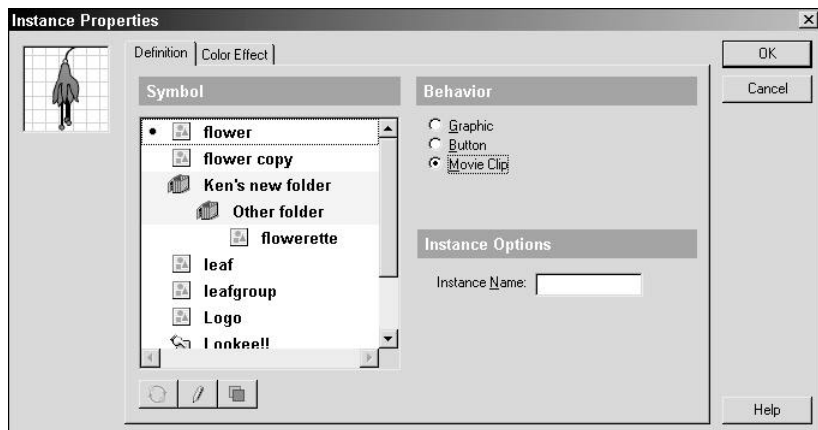 Instance Properties
Definition
Color Effect
OK
Cancel
Symbol
flower
flower copy
Ken's new folder
Other folder
flowerette
leaf
leafgroup
Logo
Lookee!!
Behavior
Graphic
Button
Movie Clip
Instance Options
Instance Name:
Help